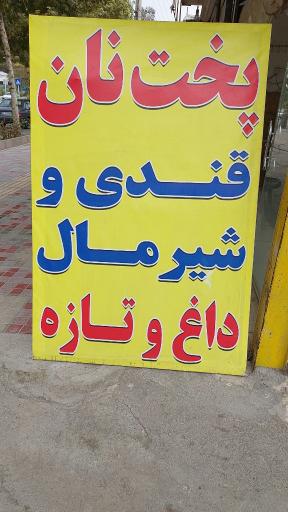 پخت نان
قندی و
شیرمال
داغ و تازه